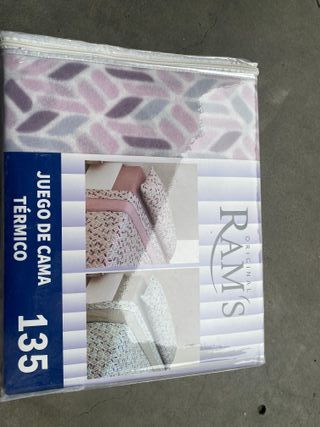 ORIGINAL
RAM'S
JUEGO DE CAMA
TÉRMICO
135